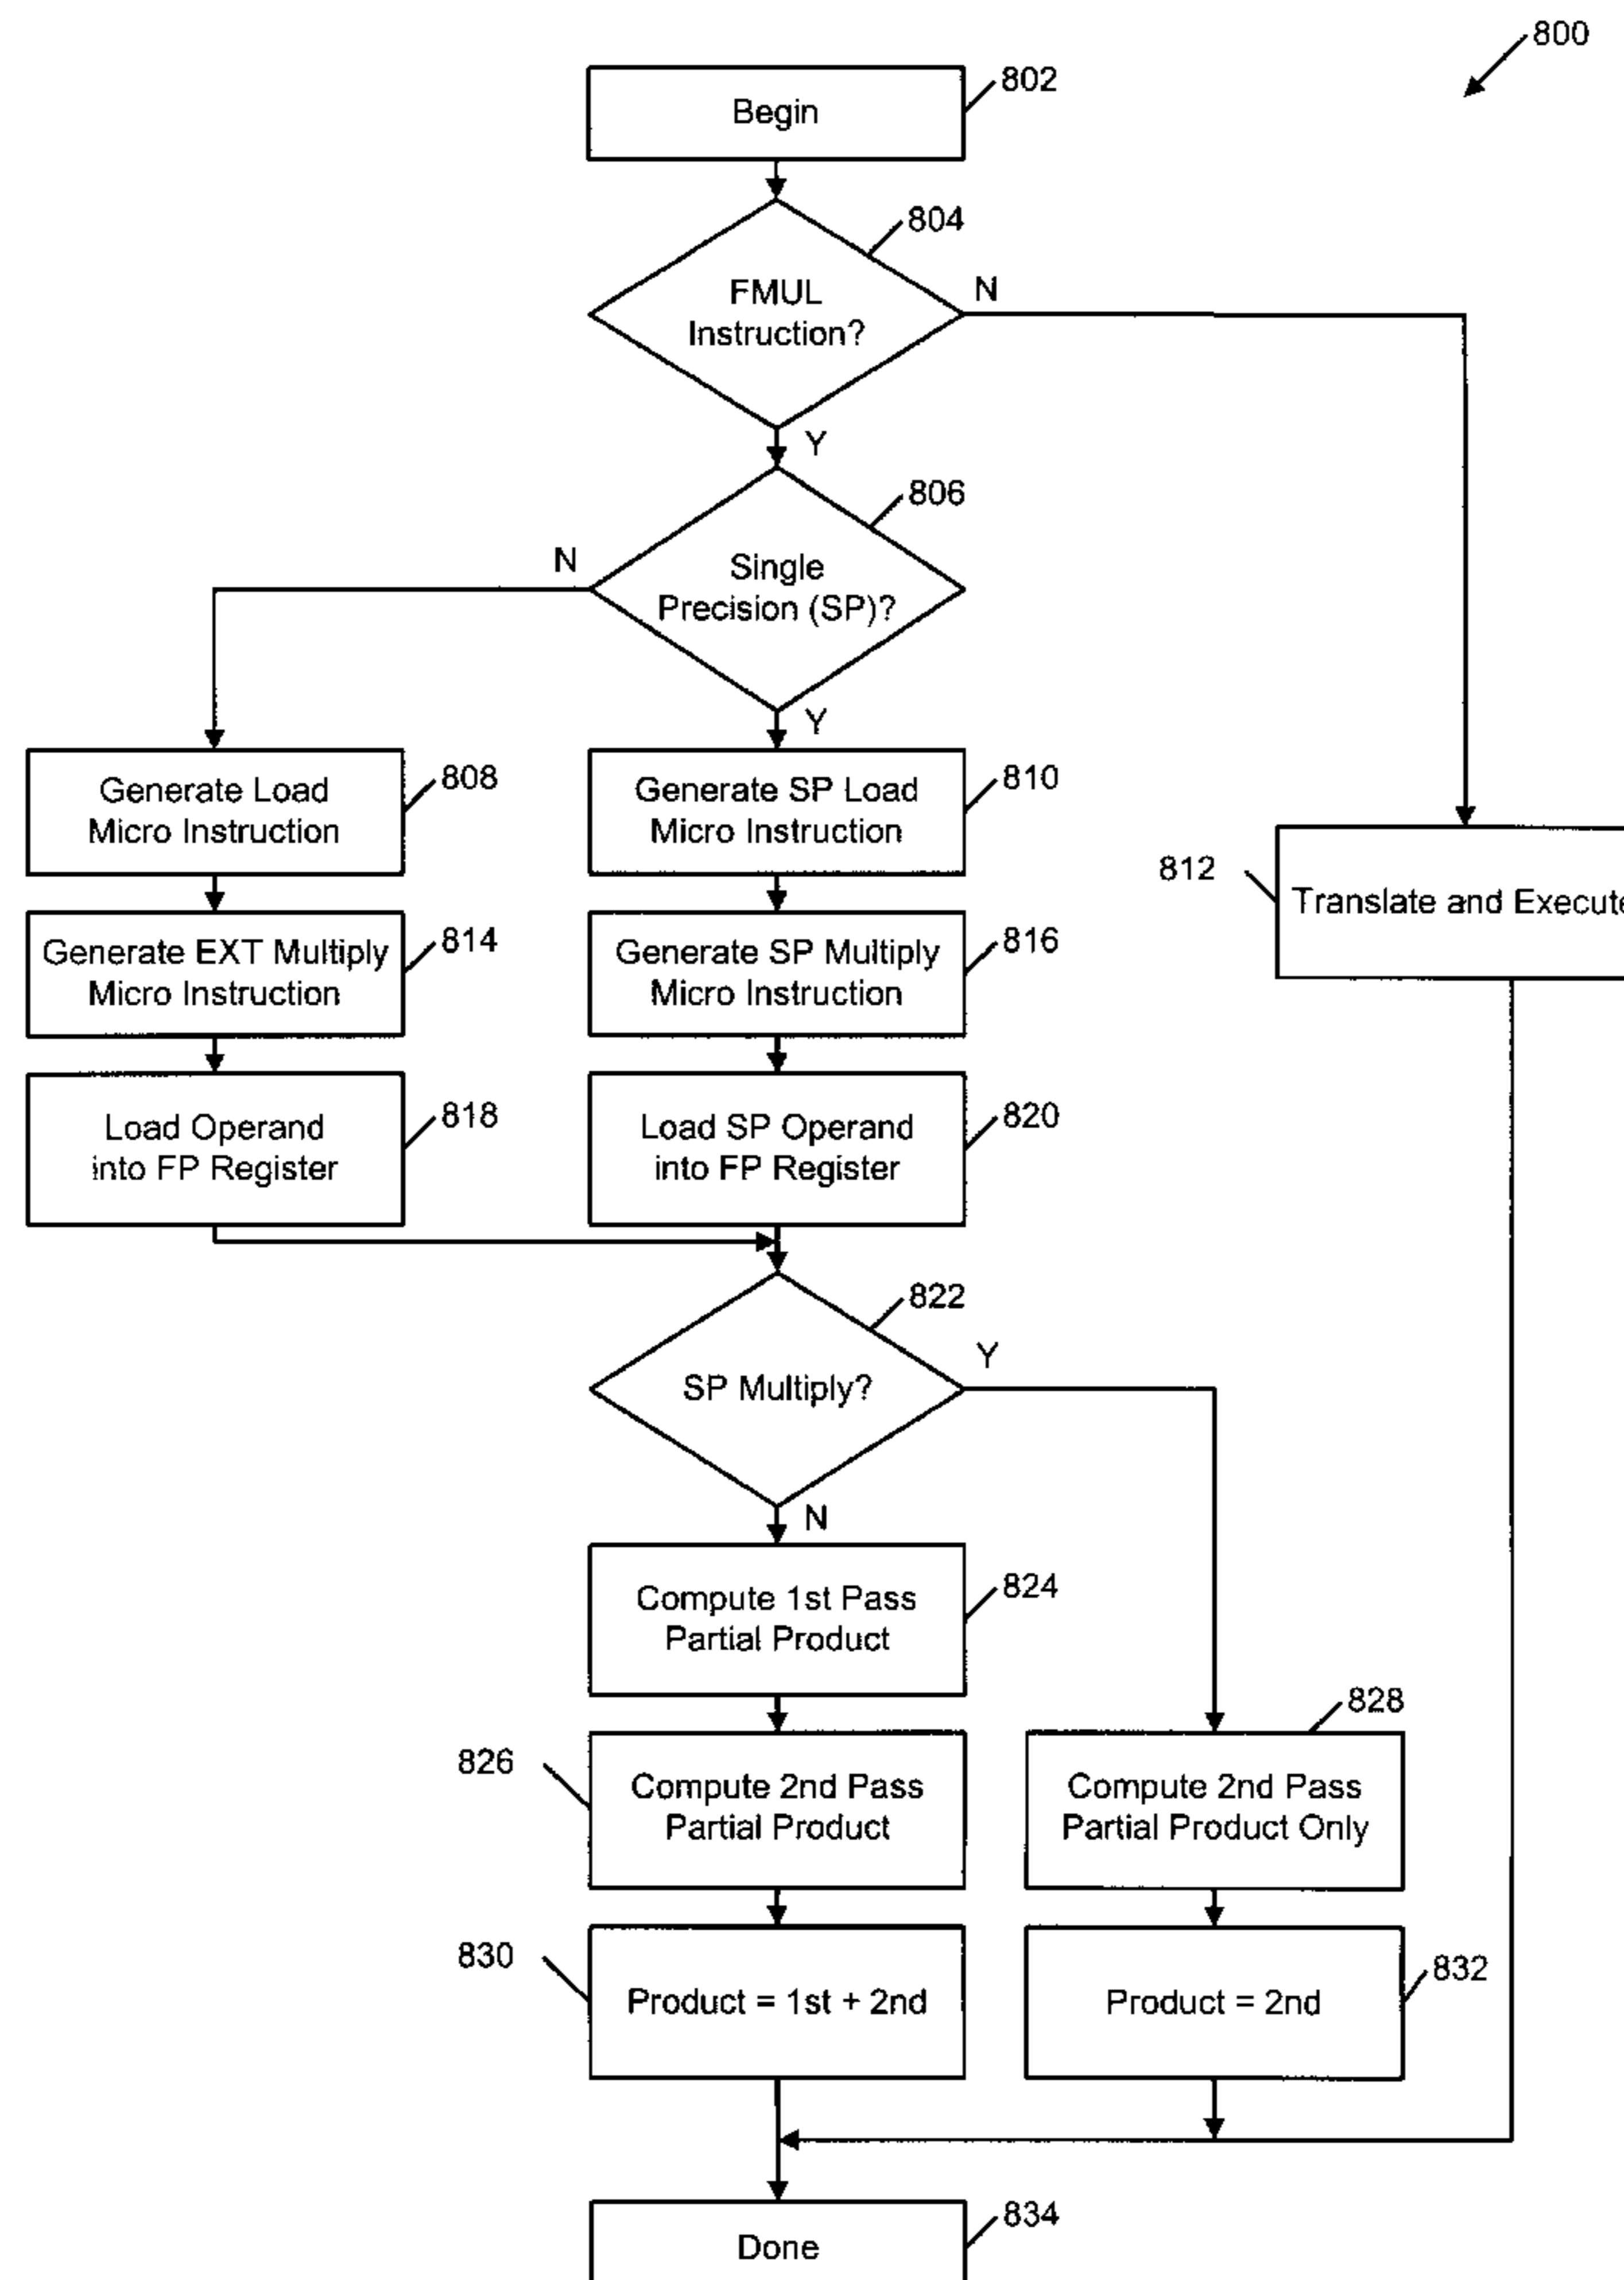 800
802
Begin
804
FMUL
Instruction?
N
Y
806
Single
Precision (SP)?
N
Y
Generate Load
Micro Instruction
808
Generate SP Load
Micro Instruction
810
812
Translate and Execute
Generate EXT Multiply
Micro Instruction
814
Generate SP Multiply
Micro Instruction
816
Load Operand
into FP Register
818
Load SP Operand
into FP Register
820
822
SP Multiply?
Y
N
Compute 1st Pass
Partial Product
824
826
Compute 2nd Pass
Partial Product
828
Compute 2nd Pass
Partial Product Only
830
Product = 1st + 2nd
832
Product = 2nd
834
Done